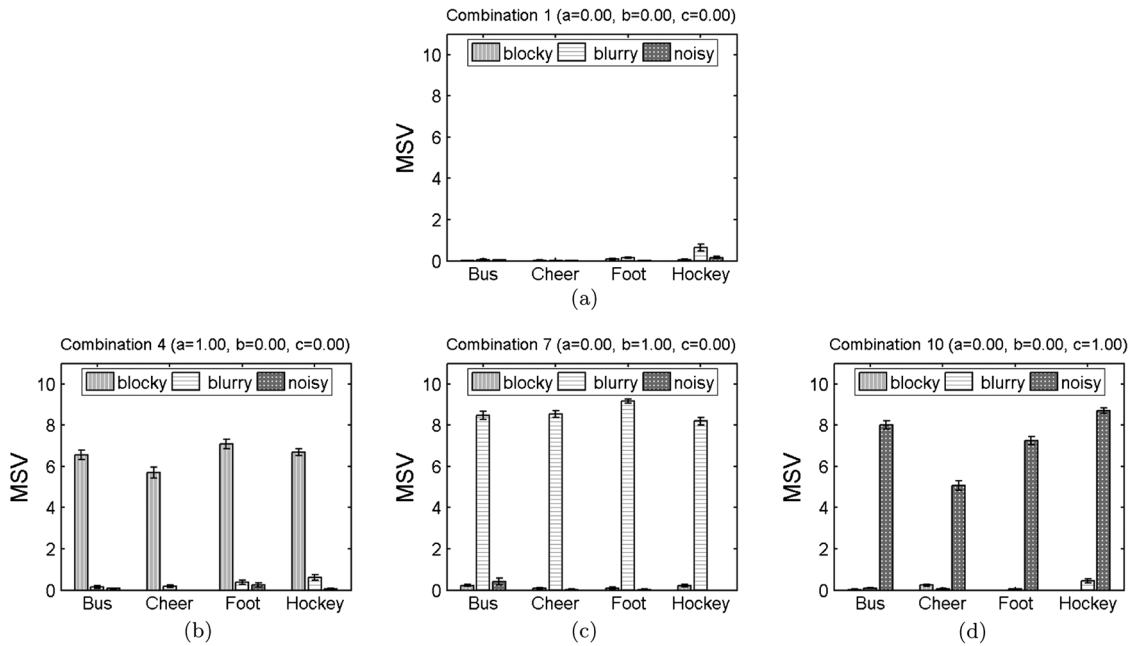 Combination 1 (a=0.00, b=0.00, c=0.00)
blocky blurry noisy
MSV
10
8
6
4
2
0
Bus Cheer Foot Hockey
(a)
Combination 4 (a=1.00, b=0.00, c=0.00)
blocky blurry noisy
MSV
10
8
6
4
2
0
Bus Cheer Foot Hockey
(b)
Combination 7 (a=0.00, b=1.00, c=0.00)
blocky blurry noisy
MSV
10
8
6
4
2
0
Bus Cheer Foot Hockey
(c)
Combination 10 (a=0.00, b=0.00, c=1.00)
blocky blurry noisy
MSV
10
8
6
4
2
0
Bus Cheer Foot Hockey
(d)